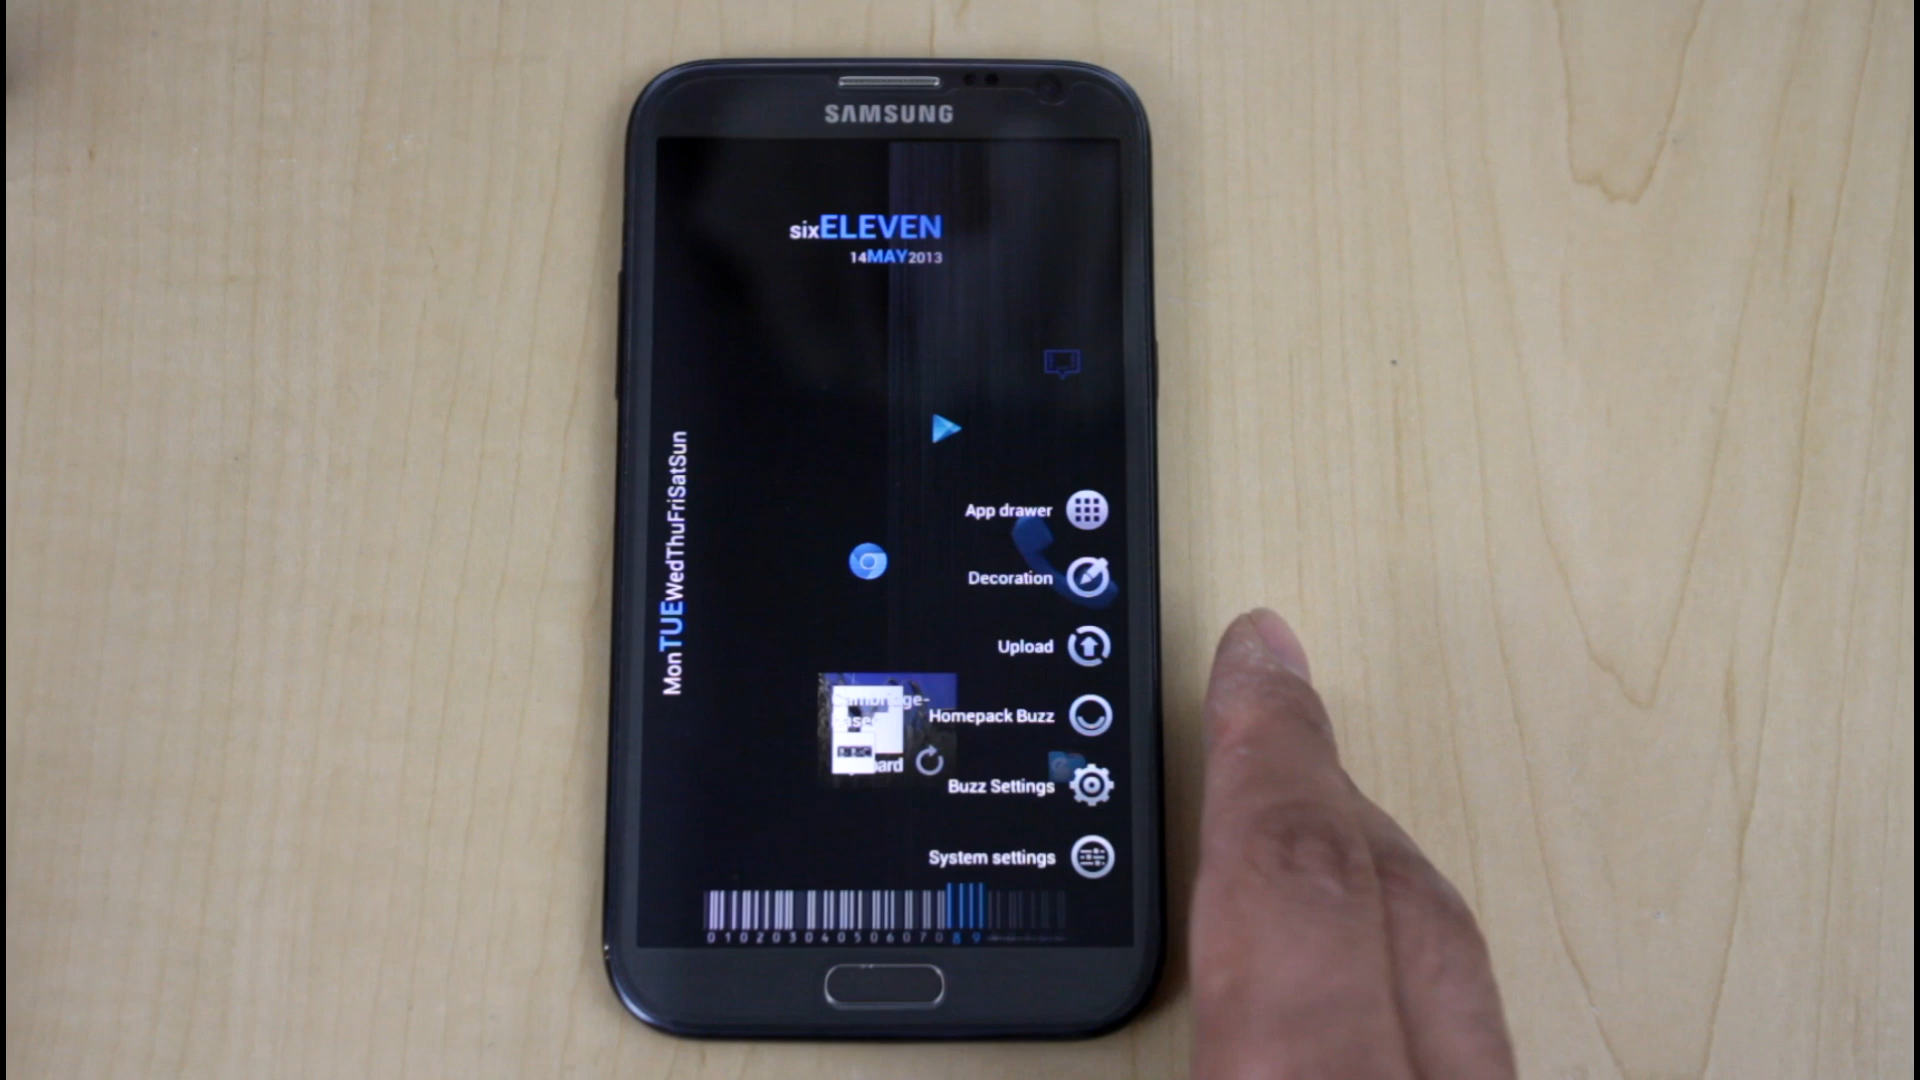 SAMSUNG
sixELEVEN
14MAY2013
MonTUEWedThuFriSatSun
App drawer
Decoration
Upload
Homepack Buzz
Buzz Settings
System settings